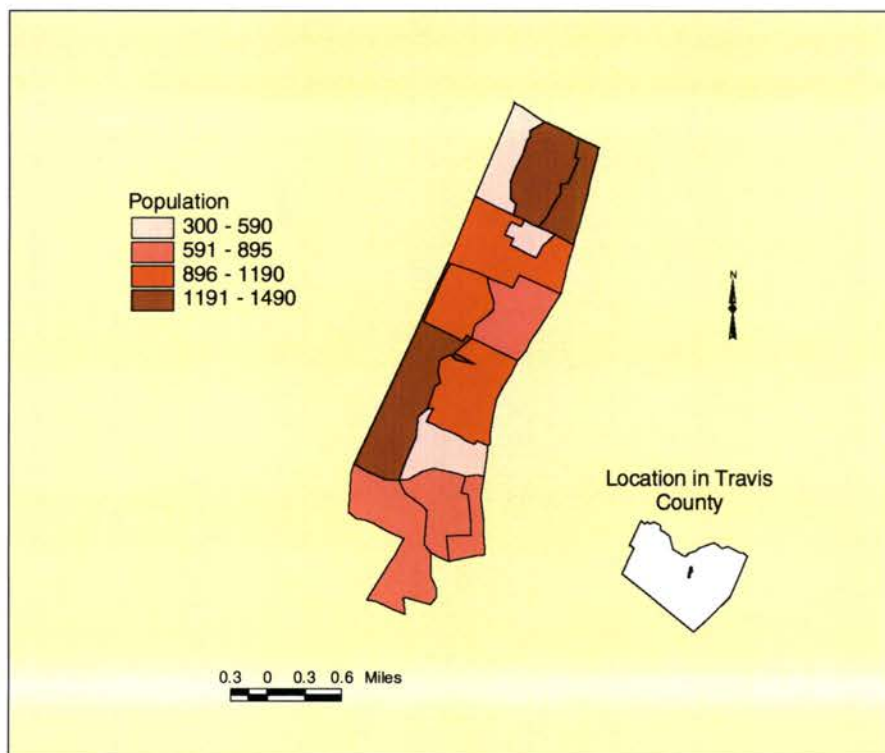 Population
300 - 590
591 - 895
896 - 1190
1191 - 1490
N
Location in Travis
County
0.3 0 0.3 0.6 Miles